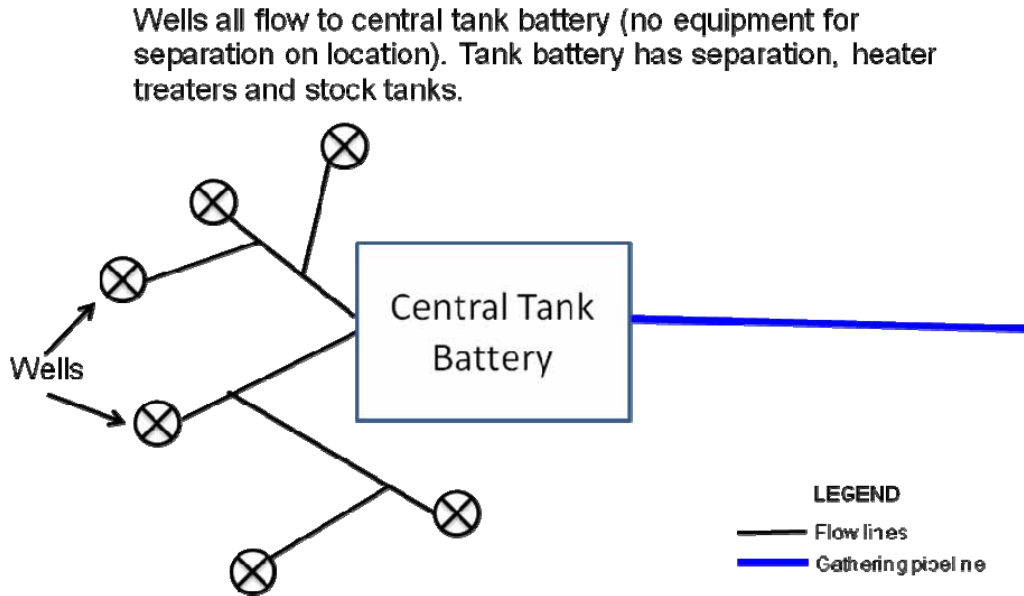 Wells all flow to central tank battery (no equipment for
separation on location). Tank battery has separation, heater
treaters and stock tanks.
Central Tank
Battery
Wells
LEGEND
Flow lines
Gathering pipeline